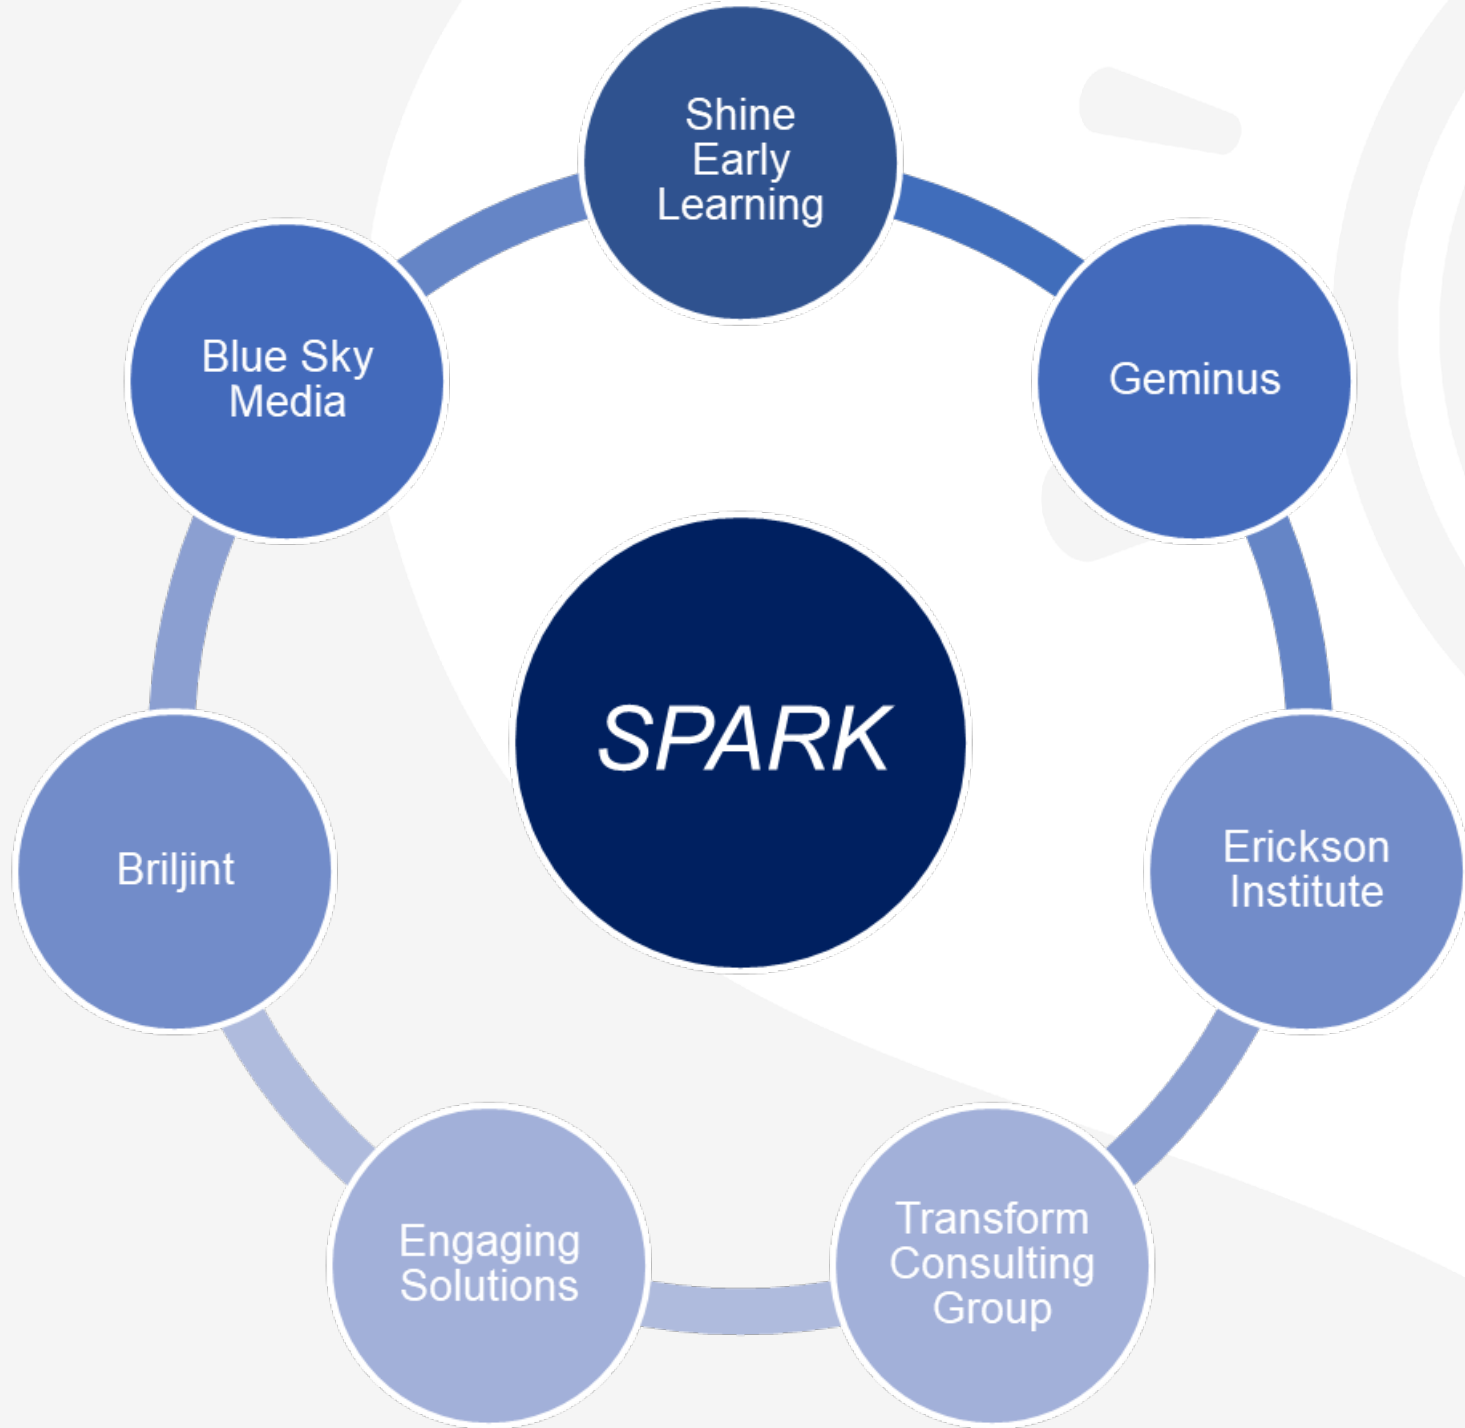 Shine
Early
Learning
Geminus
Erickson
Institute
Transform
Consulting
Group
Engaging
Solutions
Briljint
Blue Sky
Media
SPARK